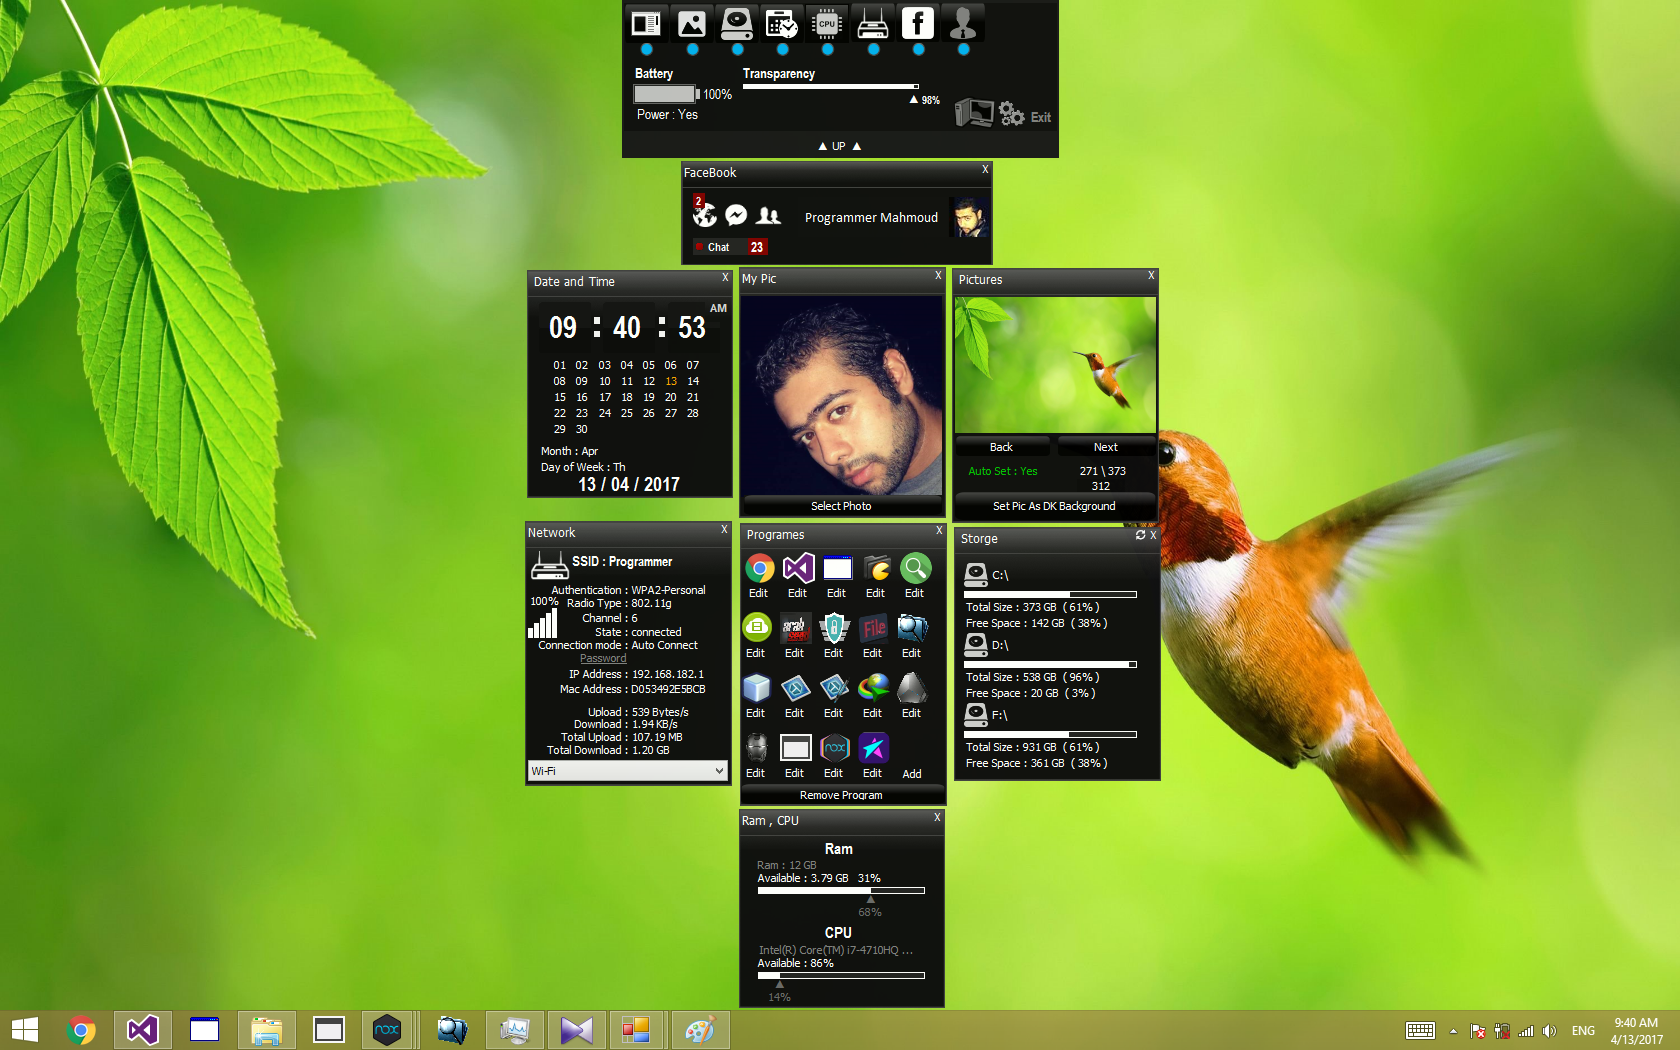 CPU
f
Battery
100%
Power : Yes
Transparency
▲ 98%
Exit
▲ UP ▲
FaceBook X
2
Programmer Mahmoud
Chat 23
Date and Time X
AM
09 : 40 : 53
01 02 03 04 05 06 07
08 09 10 11 12 13 14
15 16 17 18 19 20 21
22 23 24 25 26 27 28
29 30
Month : Apr
Day of Week : Th
13 / 04 / 2017
My Pic X
Select Photo
Pictures X
Back Next
Auto Set : Yes 271 \ 373
312
Set Pic As DK Background
Network X
SSID : Programmer
Authentication : WPA2-Personal
100%
Radio Type : 802.11g
Channel : 6
State : connected
Connection mode : Auto Connect
Password
IP Address : 192.168.182.1
Mac Address : D053492E5BCB
Upload : 539 Bytes/s
Download : 1.94 KB/s
Total Upload : 107.19 MB
Total Download : 1.20 GB
Wi-Fi
Programes X
Edit Edit Edit Edit Edit
File
Edit Edit Edit Edit Edit
Edit Edit Edit Edit Edit
nox
Edit Edit Edit Edit Add
Remove Program
Storge X
C:\
Total Size : 373 GB ( 61% )
Free Space : 142 GB ( 38% )
D:\
Total Size : 538 GB ( 96% )
Free Space : 20 GB ( 3% )
F:\
Total Size : 931 GB ( 61% )
Free Space : 361 GB ( 38% )
Ram , CPU X
Ram
Ram : 12 GB
Available : 3.79 GB 31%
68%
CPU
Intel(R) Core(TM) i7-4710HQ ...
Available : 86%
14%
nox
ENG
9:40 AM
4/13/2017